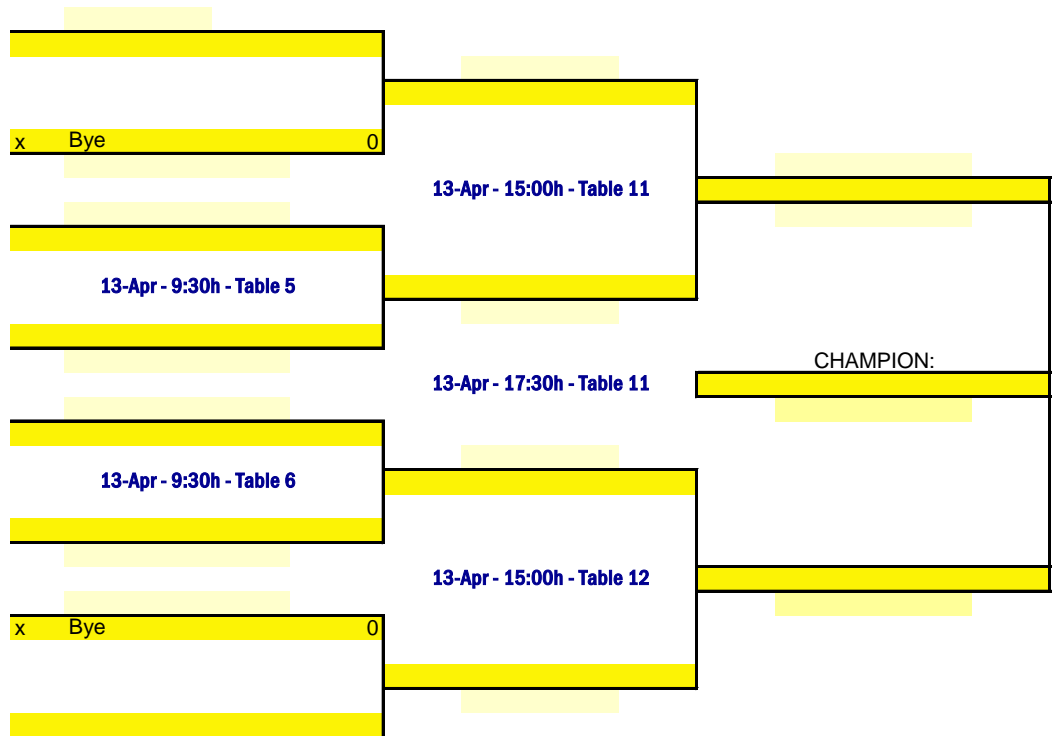 x Bye 0
13-Apr - 15:00h - Table 11
13-Apr - 9:30h - Table 5
CHAMPION:
13-Apr - 17:30h - Table 11
13-Apr - 9:30h - Table 6
13-Apr - 15:00h - Table 12
x Bye 0